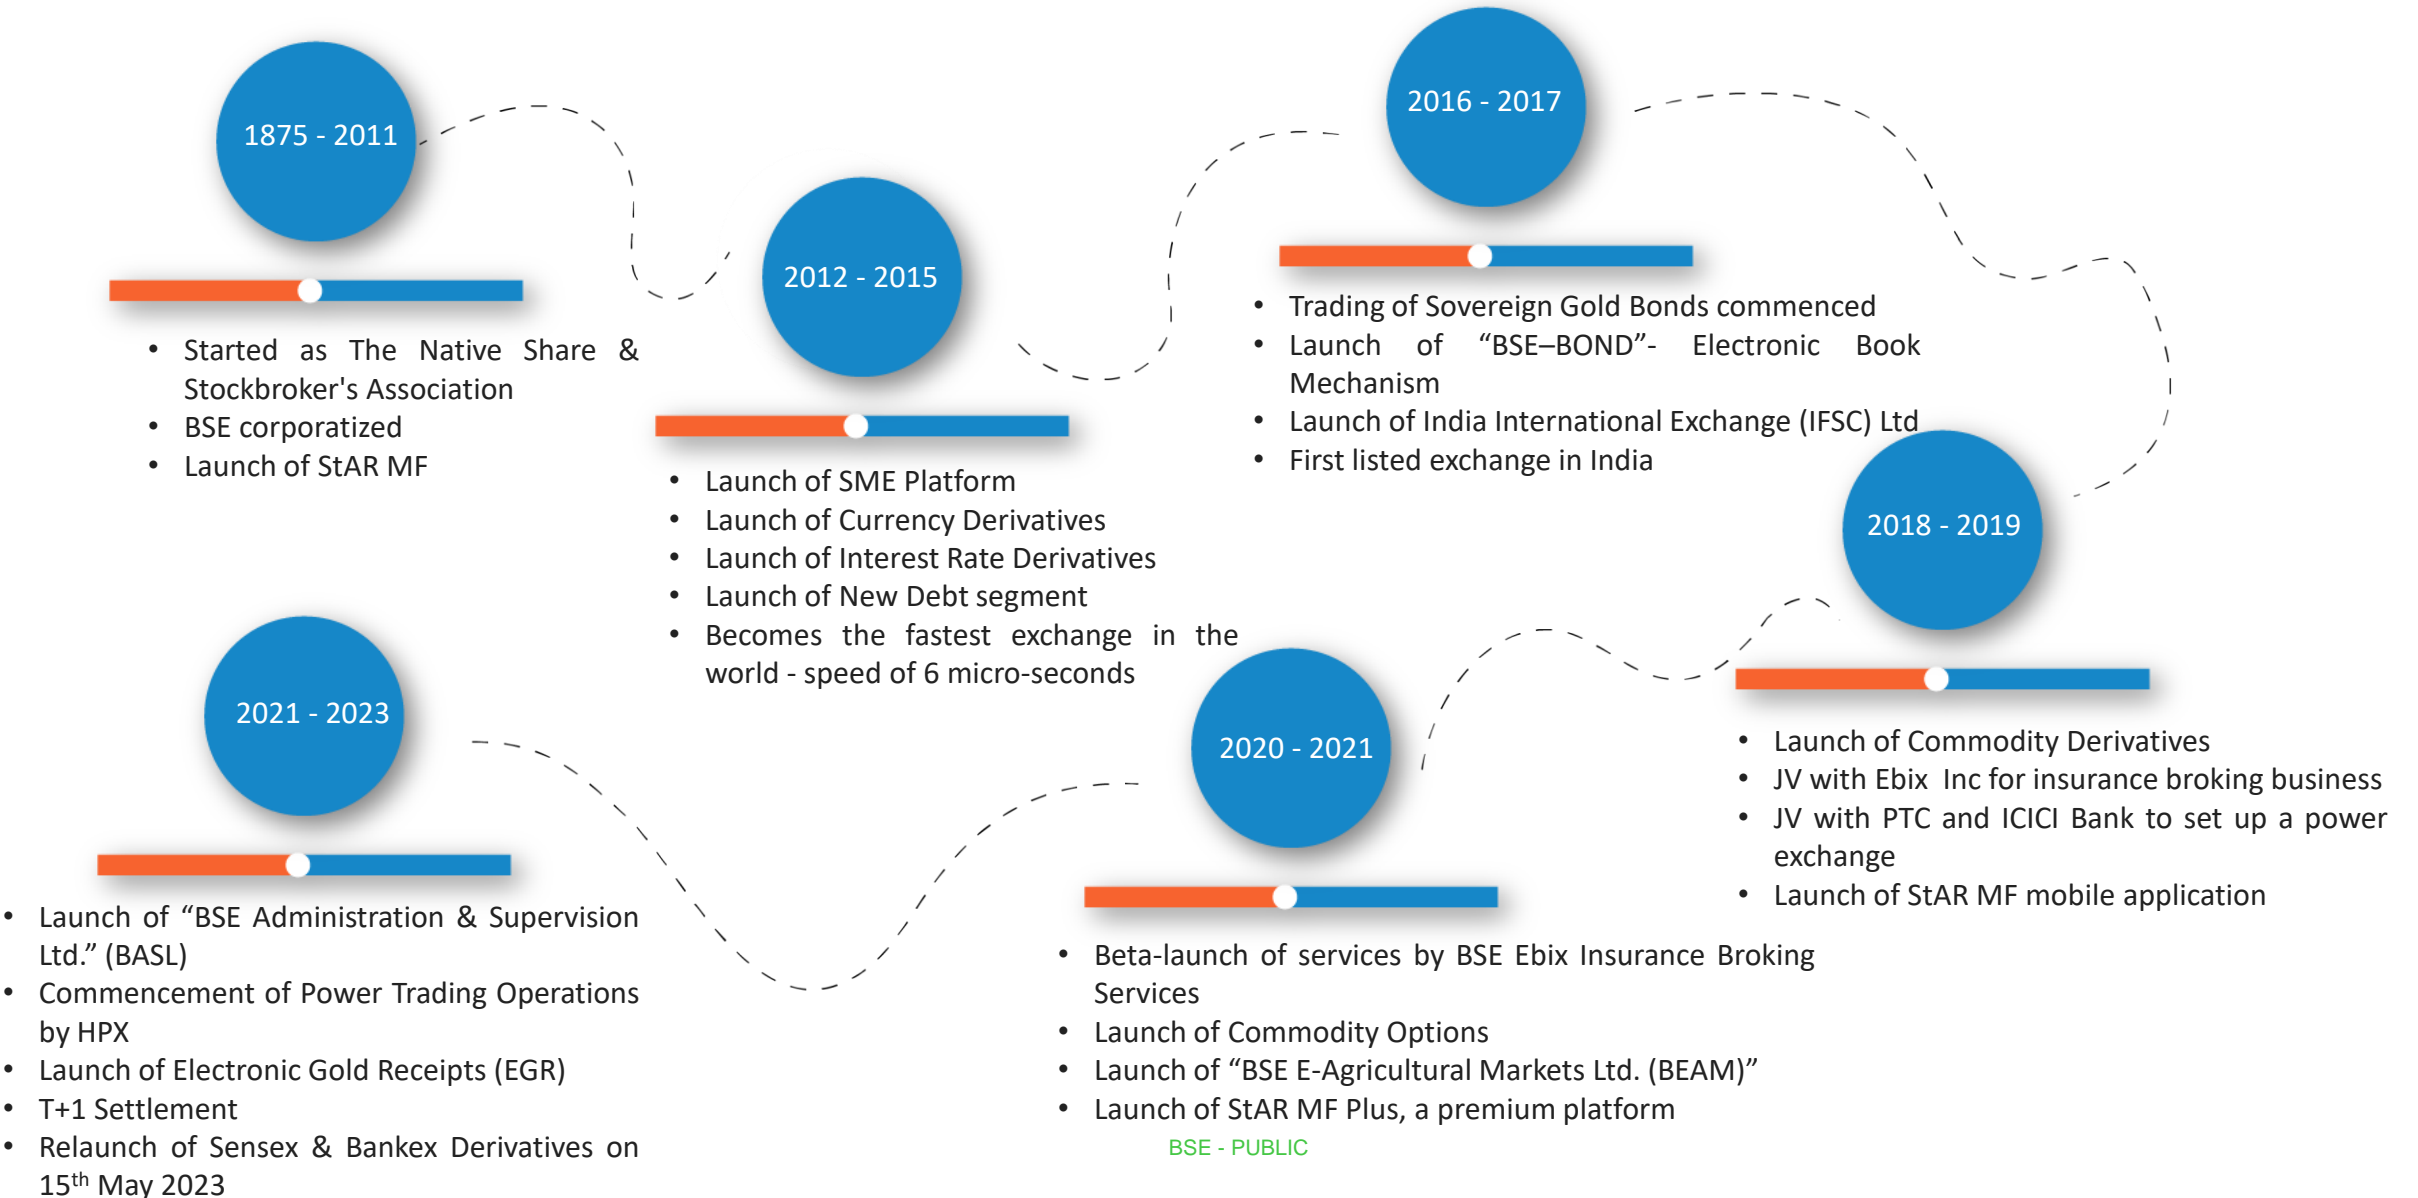 1875 - 2011
• Started as The Native Share &
Stockbroker's Association
• BSE corporatized
• Launch of StAR MF
2012 - 2015
• Launch of SME Platform
• Launch of Currency Derivatives
• Launch of Interest Rate Derivatives
• Launch of New Debt segment
• Becomes the fastest exchange in the
world - speed of 6 micro-seconds
2016 - 2017
• Trading of Sovereign Gold Bonds commenced
• Launch of “BSE–BOND”- Electronic Book
Mechanism
• Launch of India International Exchange (IFSC) Ltd
• First listed exchange in India
2018 - 2019
• Launch of Commodity Derivatives
• JV with Ebix Inc for insurance broking business
• JV with PTC and ICICI Bank to set up a power
exchange
• Launch of StAR MF mobile application
2020 - 2021
• Beta-launch of services by BSE Ebix Insurance Broking
Services
• Launch of Commodity Options
• Launch of “BSE E-Agricultural Markets Ltd. (BEAM)”
• Launch of StAR MF Plus, a premium platform
2021 - 2023
• Launch of “BSE Administration & Supervision
Ltd.” (BASL)
• Commencement of Power Trading Operations
by HPX
• Launch of Electronic Gold Receipts (EGR)
• T+1 Settlement
• Relaunch of Sensex & Bankex Derivatives on
15th May 2023
BSE - PUBLIC